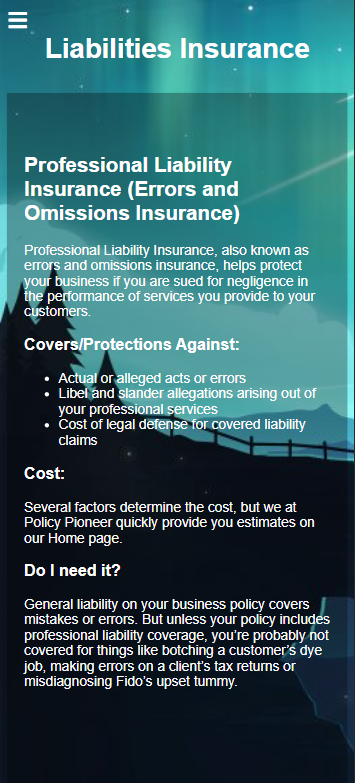 Liabilities Insurance
Professional Liability
Insurance (Errors and
Omissions Insurance)
Professional Liability Insurance, also known as
errors and omissions insurance, helps protect
your business if you are sued for negligence in
the performance of services you provide to your
customers.
Covers/Protections Against:
• Actual or alleged acts or errors
• Libel and slander allegations arising out of
your professional services
• Cost of legal defense for covered liability
claims
Cost:
Several factors determine the cost, but we at
Policy Pioneer quickly provide you estimates on
our Home page.
Do I need it?
General liability on your business policy covers
mistakes or errors. But unless your policy includes
professional liability coverage, you’re probably not
covered for things like botching a customer’s dye
job, making errors on a client’s tax returns or
misdiagnosing Fido’s upset tummy.